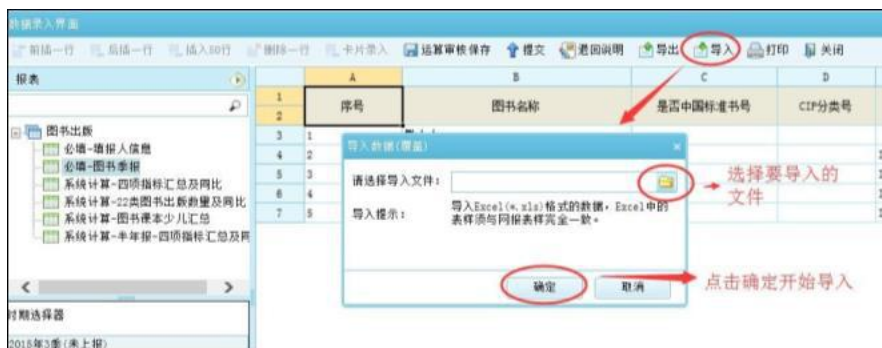 数据录入界面
前插一行 后插一行 插入50行 删除一行 卡片录入 运算审核保存 提交 退回说明 导出 导入 打印 关闭
报表
A B C D
1
2
序号 图书名称 是否中国标准书号 CIP分类号
图书出版
必填-填报人信息
必填-图书季报
系统计算-四项指标汇总及同比
系统计算-22类图书出版数量及同比
系统计算-图书课本少儿汇总
系统计算-半年报-四项指标汇总及同
3 1
4 2
5 3
6 4
7 5
导入数据(覆盖)
请选择导入文件：
导入提示：
导入Excel(*.xls)格式的数据，Excel中的
表样须与网报表样完全一致。
确定 取消
选择要导入的
文件
点击确定开始导入
时期选择器
2015年3季(未上报)